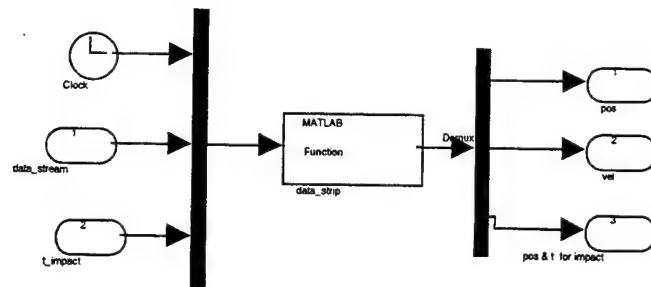 Clock
1
data_stream
2
t_impact
MATLAB
Function
data_strip
Demux
1
pos
2
vel
3
pos & t for impact